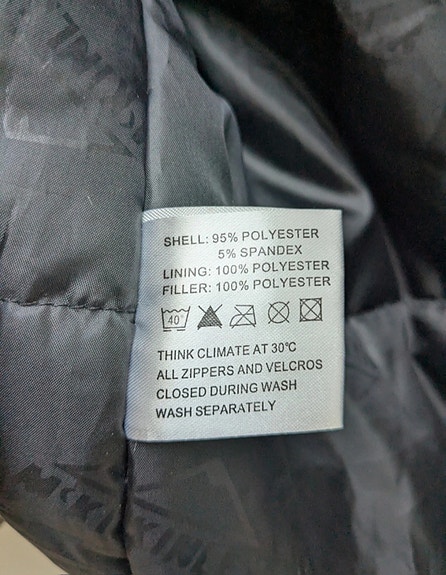 SHELL: 95% POLYESTER
5% SPANDEX
LINING: 100% POLYESTER
FILLER: 100% POLYESTER
40°
THINK CLIMATE AT 30°C
ALL ZIPPERS AND VELCROS
CLOSED DURING WASH
WASH SEPARATELY